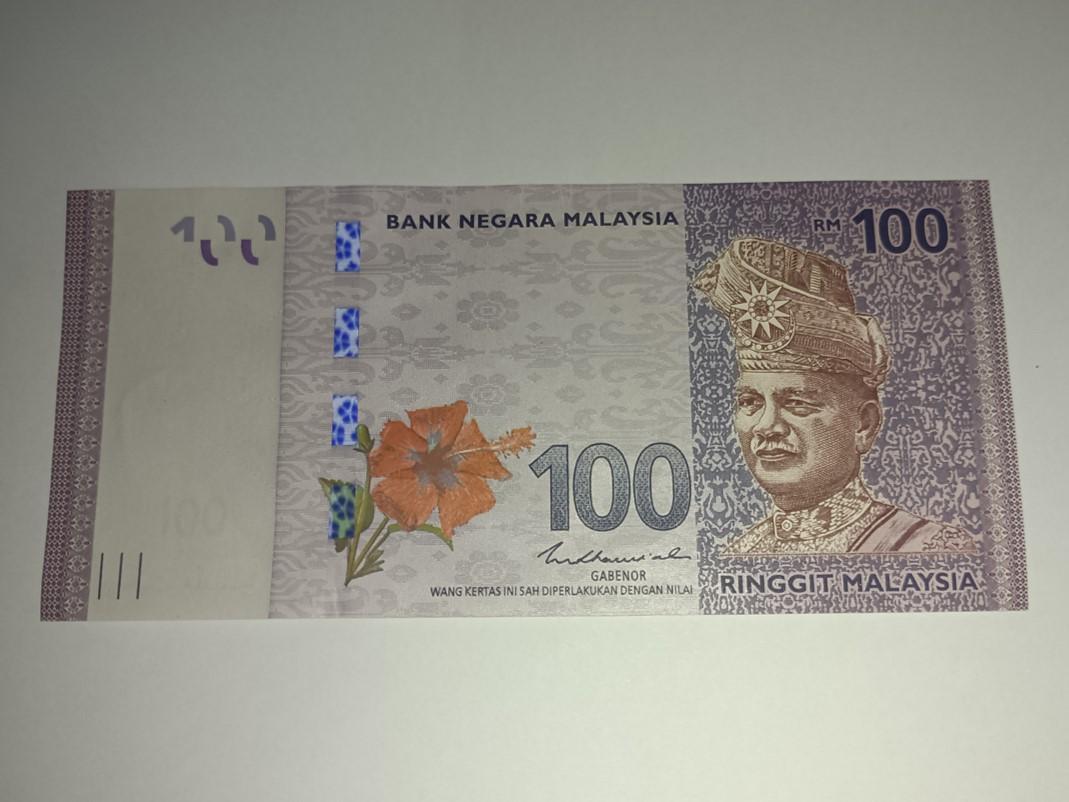 BANK NEGARA MALAYSIA
RM 100
100
100
GABENOR
WANG KERTAS INI SAH DIPERLAKUKAN DENGAN NILAI
RINGGIT MALAYSIA